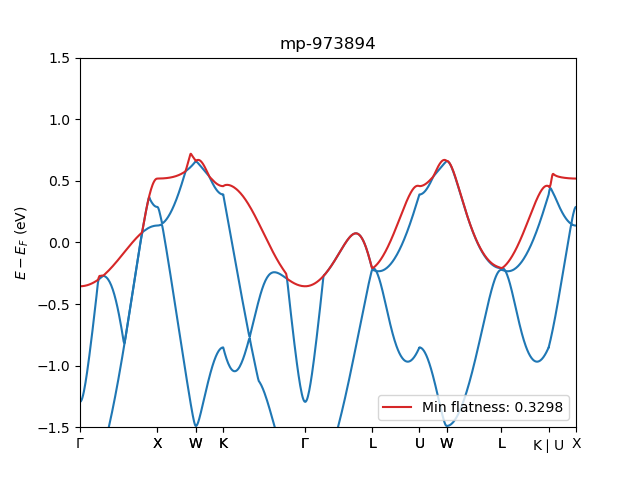 mp-973894
E − E_F (eV)
1.5
1.0
0.5
0.0
−0.5
−1.0
−1.5
Min flatness: 0.3298
Γ X W K Γ L U W L K | U X